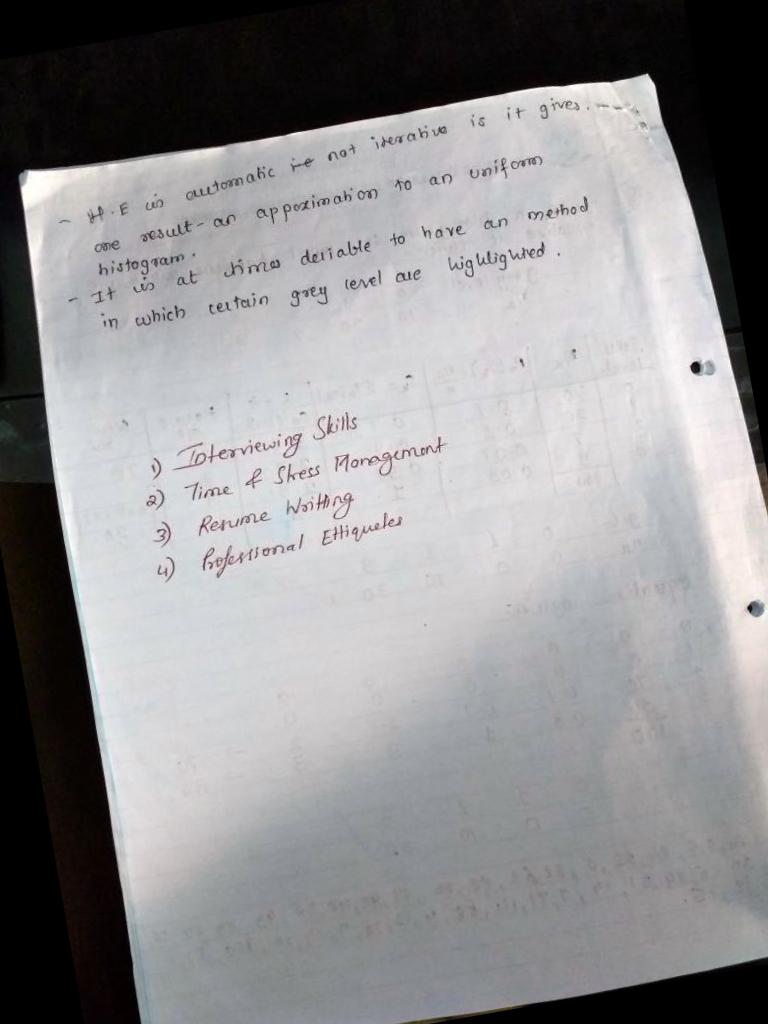 - H.E is automatic ie not iterative is it gives.
one result - an appoximation to an uniform
histogram.
- It is at times deriable to have an method
in which certain grey level are highlighted.
1) Interviewing Skills
2) Time & Stress Management
3) Resume Writting
4) Professional Ettiquetes